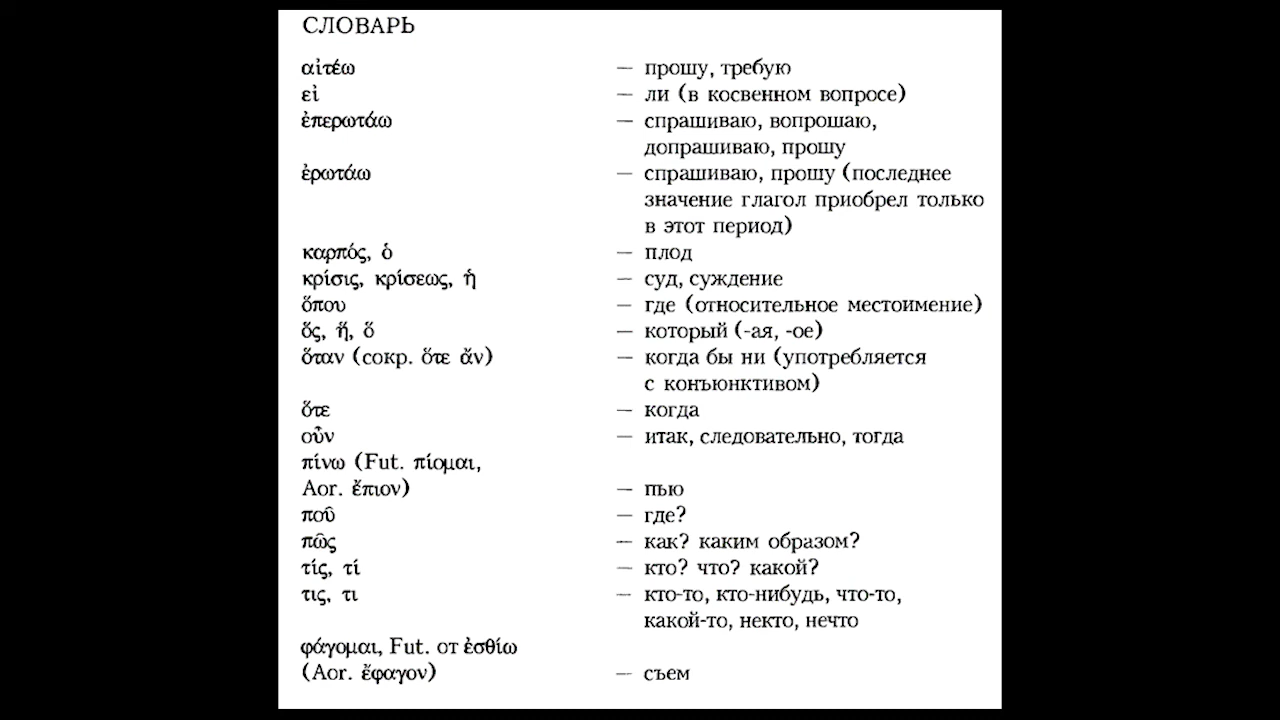 СЛОВАРЬ
αἰτέω — прошу, требую
εἰ — ли (в косвенном вопросе)
ἐπερωτάω — спрашиваю, вопрошаю,
допрашиваю, прошу
ἐρωτάω — спрашиваю, прошу (последнее
значение глагол приобрел только
в этот период)
καρπός, ὁ — плод
κρίσις, κρίσεως, ἡ — суд, суждение
ὅπου — где (относительное местоимение)
ὅς, ἥ, ὅ — который (-ая, -ое)
ὅταν (сокр. ὅτε ἄν) — когда бы ни (употребляется
с конъюнктивом)
ὅτε — когда
οὖν — итак, следовательно, тогда
πίνω (Fut. πίομαι,
Aor. ἔπιον) — пью
ποῦ — где?
πῶς — как? каким образом?
τίς, τί — кто? что? какой?
τις, τι — кто-то, кто-нибудь, что-то,
какой-то, некто, нечто
φάγομαι, Fut. от ἐσθίω
(Aor. ἔφαγον) — съем